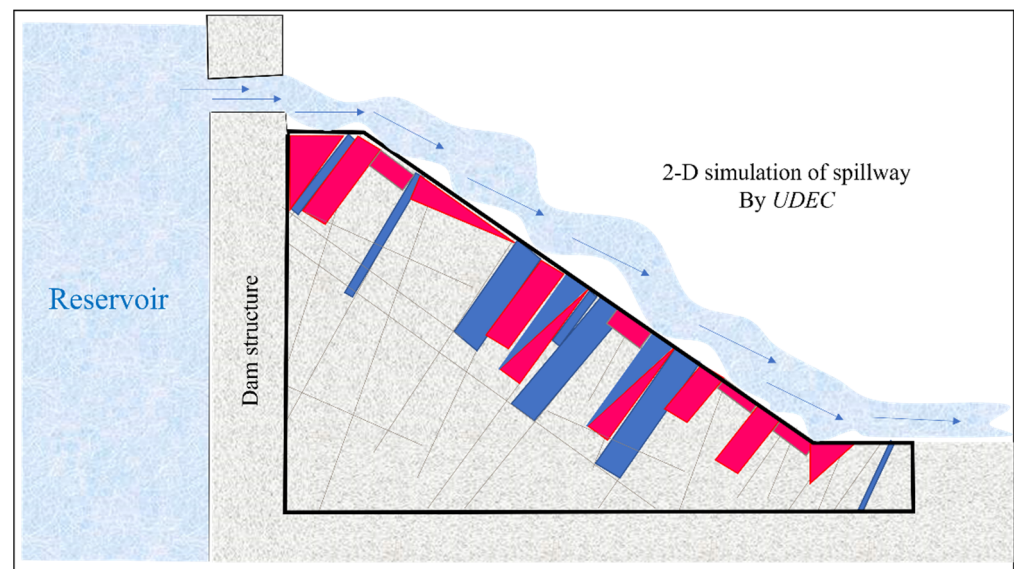 Reservoir
Dam structure
2-D simulation of spillway
By UDEC